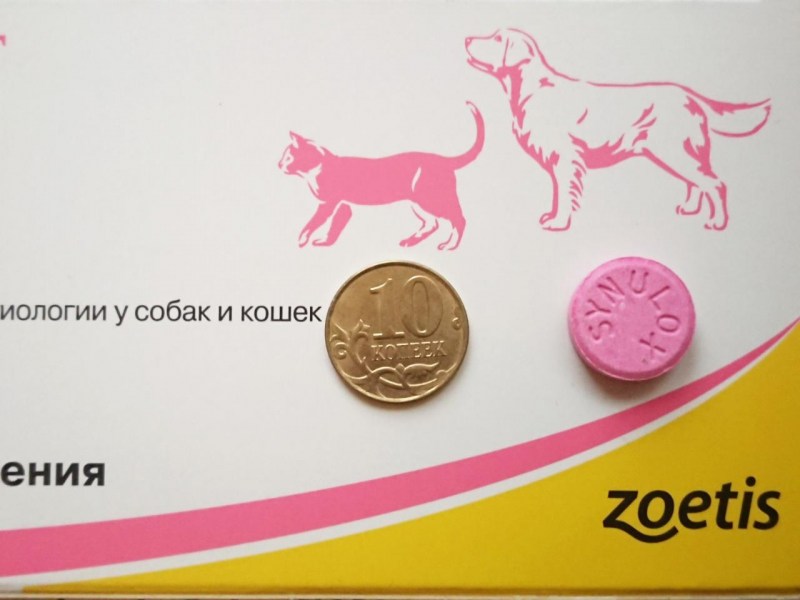 иологии у собак и кошек
10
КОПЕЕК
SYNULOX
ения
zoetis